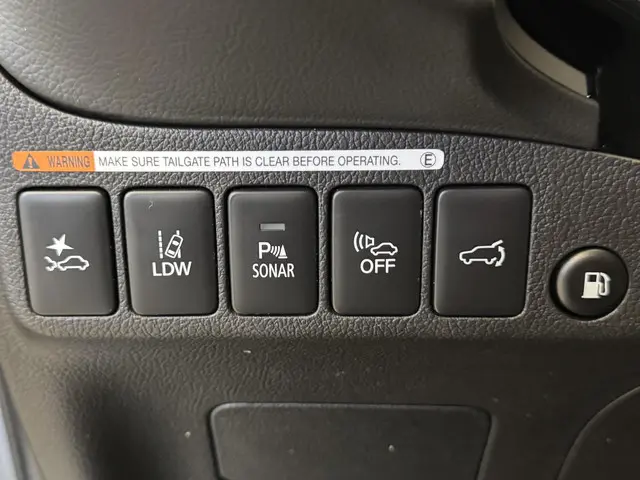 WARNING MAKE SURE TAILGATE PATH IS CLEAR BEFORE OPERATING. E
LDW
P
SONAR
OFF